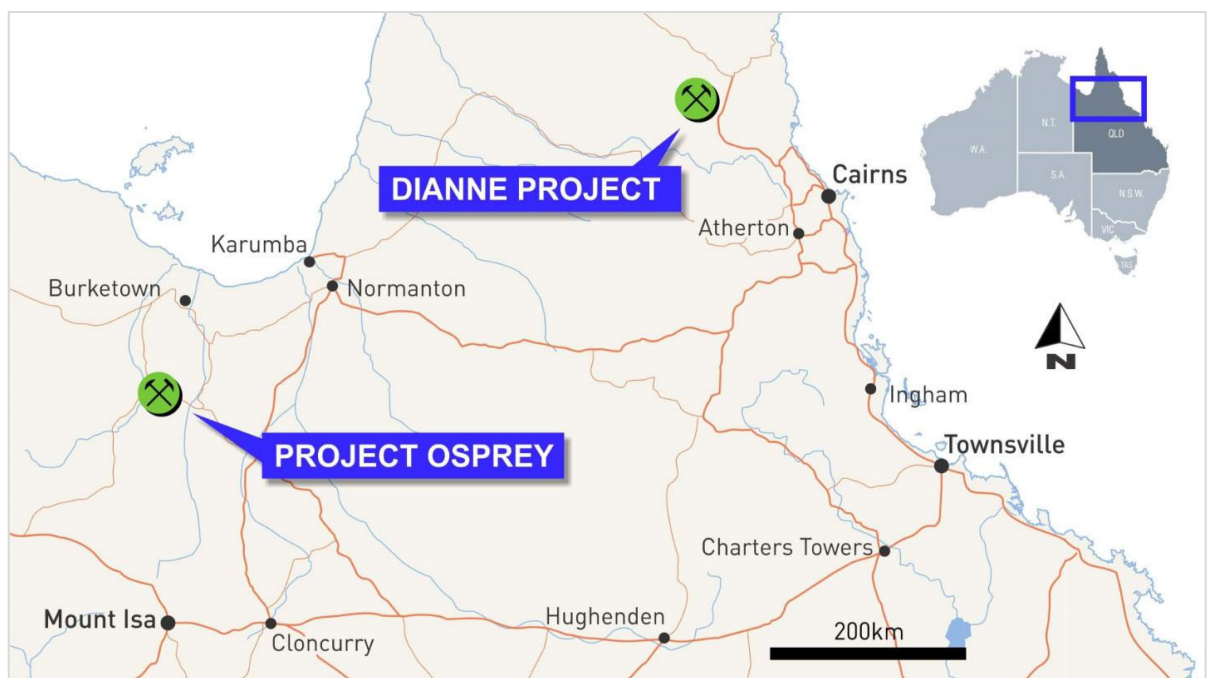 DIANNE PROJECT
Cairns
Atherton
Karumba
Burketown
Normanton
PROJECT OSPREY
Ingham
Townsville
Charters Towers
Mount Isa
Cloncurry
Hughenden
200km
N.T.
QLD
W.A.
S.A.
N.S.W.
VIC
TAS
N